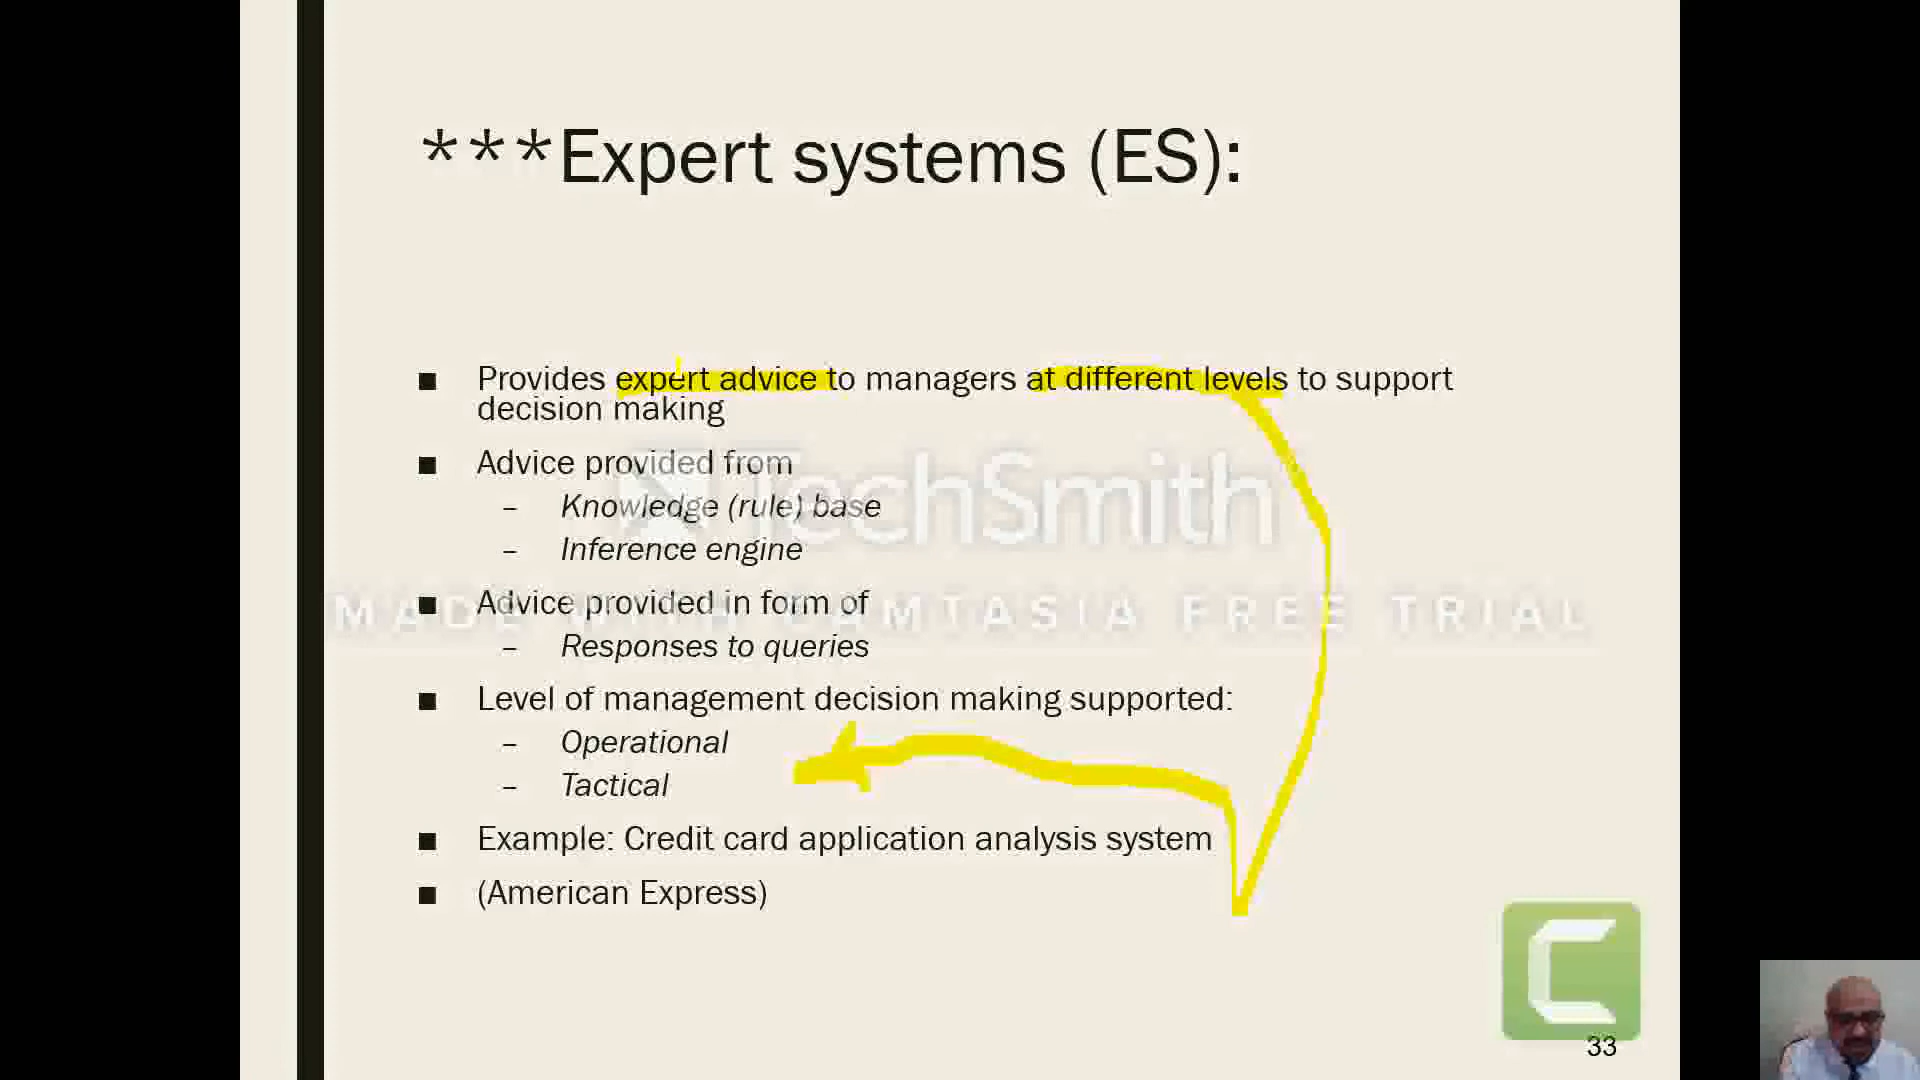 ***Expert systems (ES):
■ Provides expert advice to managers at different levels to support
decision making
■ Advice provided from
– Knowledge (rule) base
– Inference engine
■ Advice provided in form of
– Responses to queries
■ Level of management decision making supported:
– Operational
– Tactical
■ Example: Credit card application analysis system
■ (American Express)
TechSmith
MADE WITH CAMTASIA FREE TRIAL
33